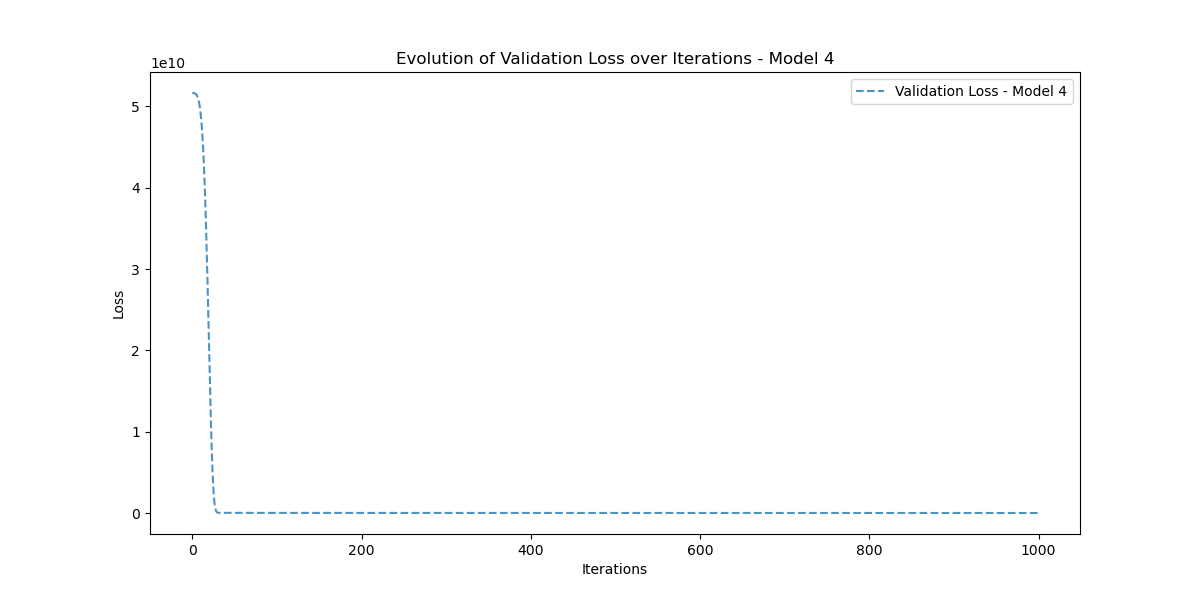 Evolution of Validation Loss over Iterations - Model 4
1e10
Validation Loss - Model 4
5
4
3
2
1
0
Loss
0 200 400 600 800 1000
Iterations